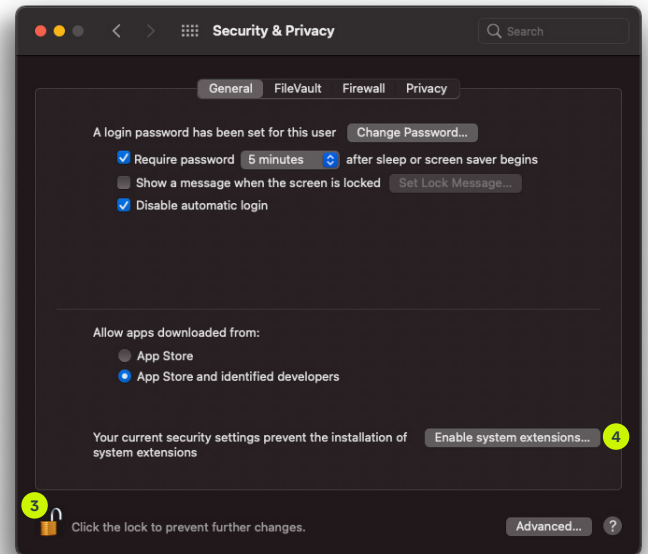 Security & Privacy
Search
General FileVault Firewall Privacy
A login password has been set for this user Change Password...
Require password 5 minutes after sleep or screen saver begins
Show a message when the screen is locked Set Lock Message...
Disable automatic login
Allow apps downloaded from:
App Store
App Store and identified developers
Your current security settings prevent the installation of Enable system extensions... 4
system extensions
3
Click the lock to prevent further changes. Advanced... ?